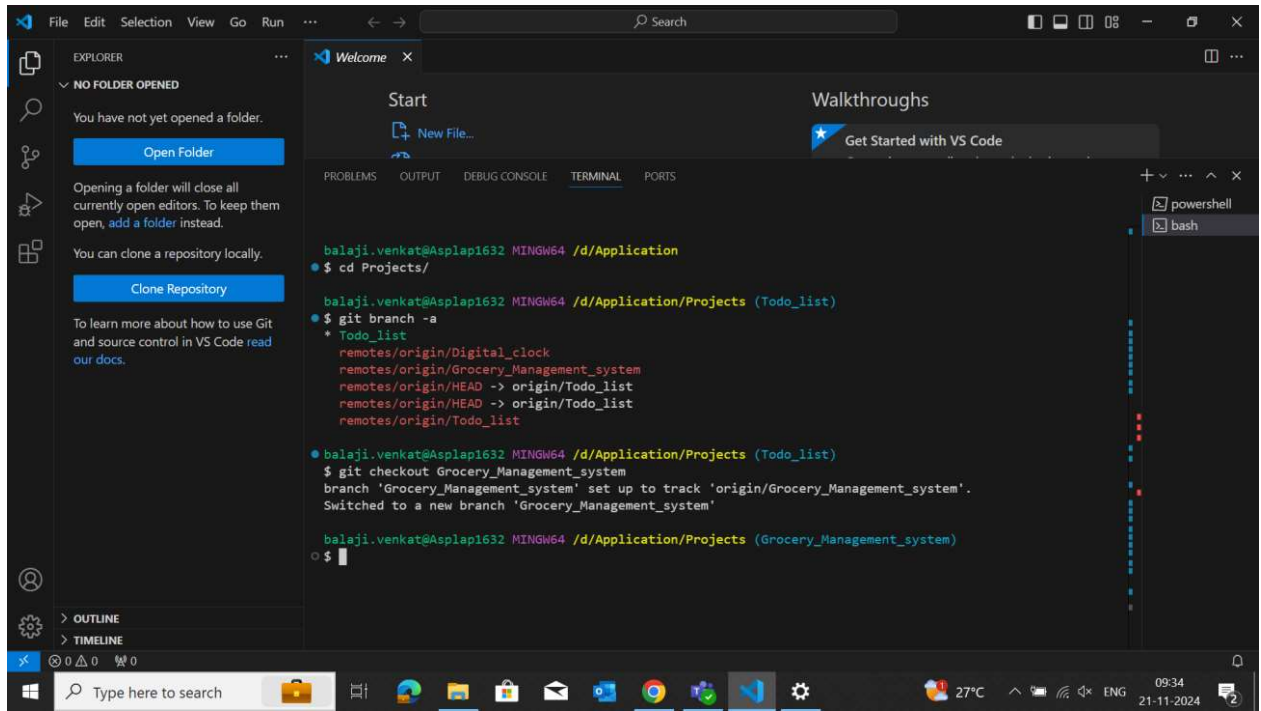 File Edit Selection View Go Run ... Search
EXPLORER ...
NO FOLDER OPENED
You have not yet opened a folder.
Open Folder
Opening a folder will close all
currently open editors. To keep them
open, add a folder instead.
You can clone a repository locally.
Clone Repository
To learn more about how to use Git
and source control in VS Code read
our docs.
OUTLINE
TIMELINE
Welcome
Start
New File...
Walkthroughs
Get Started with VS Code
PROBLEMS OUTPUT DEBUG CONSOLE TERMINAL PORTS
powershell
bash
balaji.venkat@Asplap1632 MINGW64 /d/Application
$ cd Projects/
balaji.venkat@Asplap1632 MINGW64 /d/Application/Projects (Todo_list)
$ git branch -a
* Todo_list
remotes/origin/Digital_clock
remotes/origin/Grocery_Management_system
remotes/origin/HEAD -> origin/Todo_list
remotes/origin/HEAD -> origin/Todo_list
remotes/origin/Todo_list
balaji.venkat@Asplap1632 MINGW64 /d/Application/Projects (Todo_list)
$ git checkout Grocery_Management_system
branch 'Grocery_Management_system' set up to track 'origin/Grocery_Management_system'.
Switched to a new branch 'Grocery_Management_system'
balaji.venkat@Asplap1632 MINGW64 /d/Application/Projects (Grocery_Management_system)
$
0 0 0
Type here to search
27°C ENG
09:34
21-11-2024
2